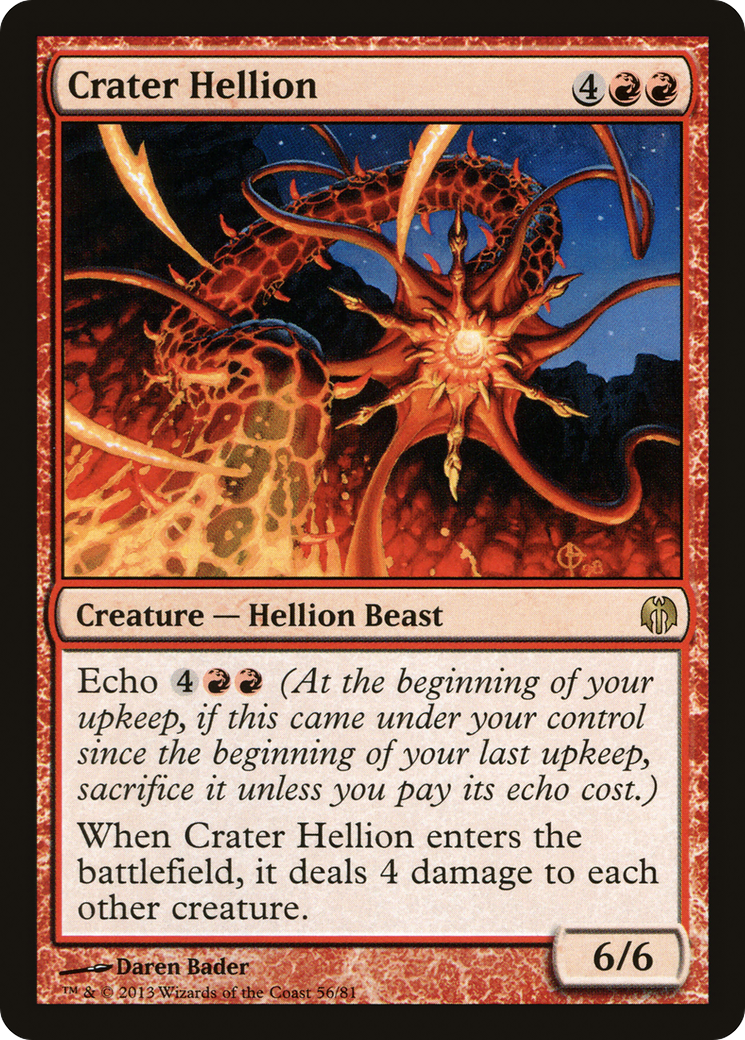 Crater Hellion 4
Creature — Hellion Beast
Echo 4 (At the beginning of your
upkeep, if this came under your control
since the beginning of your last upkeep,
sacrifice it unless you pay its echo cost.)
When Crater Hellion enters the
battlefield, it deals 4 damage to each
other creature.
6/6
Daren Bader
™ & © 2013 Wizards of the Coast 56/81